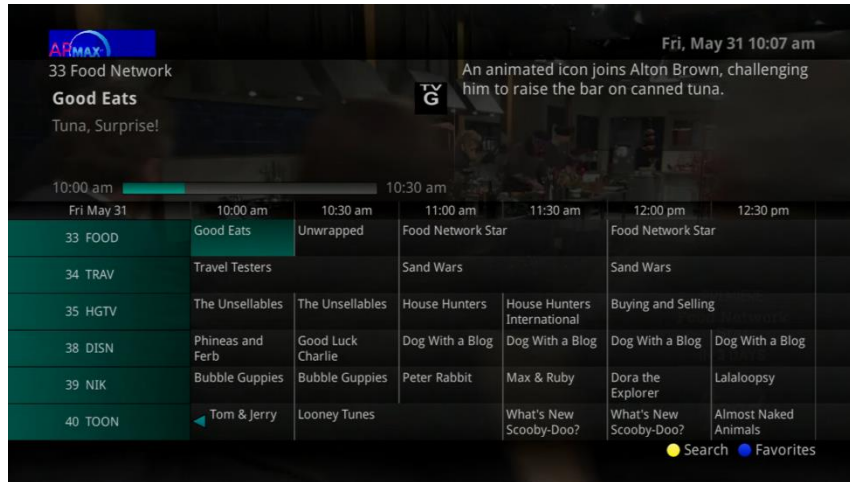 ARMAX
Fri, May 31 10:07 am
33 Food Network
Good Eats
Tuna, Surprise!
TV
G
An animated icon joins Alton Brown, challenging
him to raise the bar on canned tuna.
10:00 am 10:30 am
Fri May 31 10:00 am 10:30 am 11:00 am 11:30 am 12:00 pm 12:30 pm
33 FOOD Good Eats Unwrapped Food Network Star Food Network Star
34 TRAV Travel Testers Sand Wars Sand Wars
35 HGTV The Unsellables The Unsellables House Hunters House Hunters Buying and Selling
International
38 DISN Phineas and Good Luck Dog With a Blog Dog With a Blog Dog With a Blog Dog With a Blog
Ferb Charlie
39 NIK Bubble Guppies Bubble Guppies Peter Rabbit Max & Ruby Dora the Lalaloopsy
Explorer
40 TOON Tom & Jerry Looney Tunes What's New What's New Almost Naked
Scooby-Doo? Scooby-Doo? Animals
Search Favorites